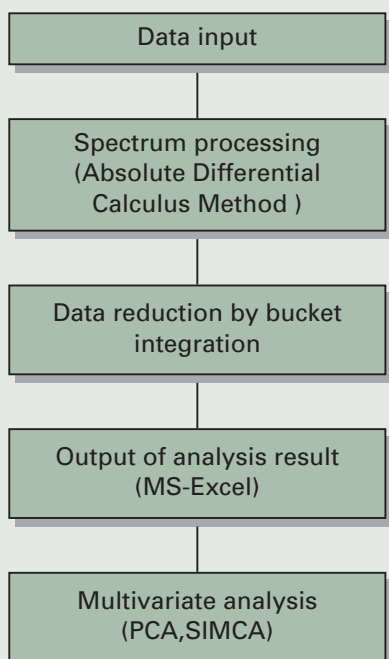 Data input
Spectrum processing
(Absolute Differential
Calculus Method )
Data reduction by bucket
integration
Output of analysis result
(MS-Excel)
Multivariate analysis
(PCA,SIMCA)